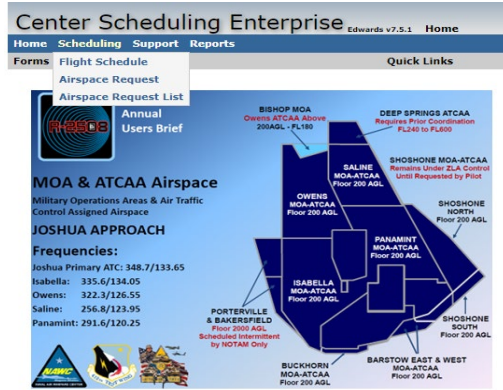 Center Scheduling Enterprise Edwards v7.5.1 Home
Home Scheduling Support Reports
Forms Flight Schedule Quick Links
Airspace Request
Airspace Request List
R-2508
Annual
Users Brief
MOA & ATCAA Airspace
Military Operations Areas & Air Traffic
Control Assigned Airspace
JOSHUA APPROACH
Frequencies:
Joshua Primary ATC: 348.7/133.65
Isabella: 335.6/134.05
Owens: 322.3/126.55
Saline: 256.8/123.95
Panamint: 291.6/120.25
BISHOP MOA
Owens ATCAA Above
200AGL - FL180
DEEP SPRINGS ATCAA
Requires Prior Coordination
FL240 to FL600
SHOSHONE MOA-ATCAA
Remains Under ZLA Control
Until Requested by Pilot
SALINE
MOA-ATCAA
Floor 200 AGL
OWENS
MOA-ATCAA
Floor 200 AGL
SHOSHONE
NORTH
Floor 200 AGL
PANAMINT
MOA-ATCAA
Floor 200 AGL
ISABELLA
MOA-ATCAA
Floor 200 AGL
PORTERVILLE
& BAKERSFIELD
Floor 2000 AGL
Scheduled Intermittent
by NOTAM Only
SHOSHONE
SOUTH
Floor 200 AGL
BUCKHORN
MOA-ATCAA
Floor 200 AGL
BARSTOW EAST & WEST
MOA-ATCAA
Floor 200 AGL
NAWC